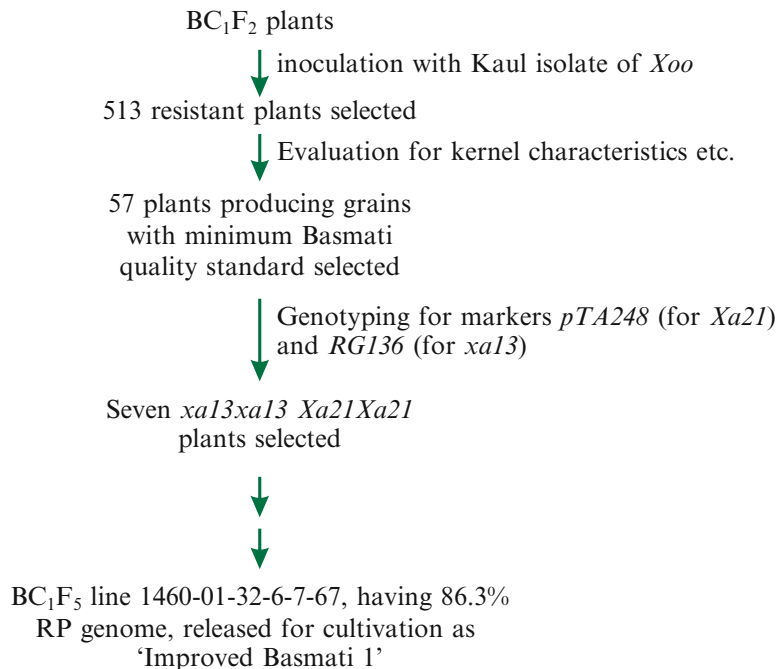 BC₁F₂ plants
inoculation with Kaul isolate of Xoo
513 resistant plants selected
Evaluation for kernel characteristics etc.
57 plants producing grains
with minimum Basmati
quality standard selected
Genotyping for markers pTA248 (for Xa21)
and RG136 (for xa13)
Seven xa13xa13 Xa21Xa21
plants selected
BC₁F₅ line 1460-01-32-6-7-67, having 86.3%
RP genome, released for cultivation as
‘Improved Basmati 1’